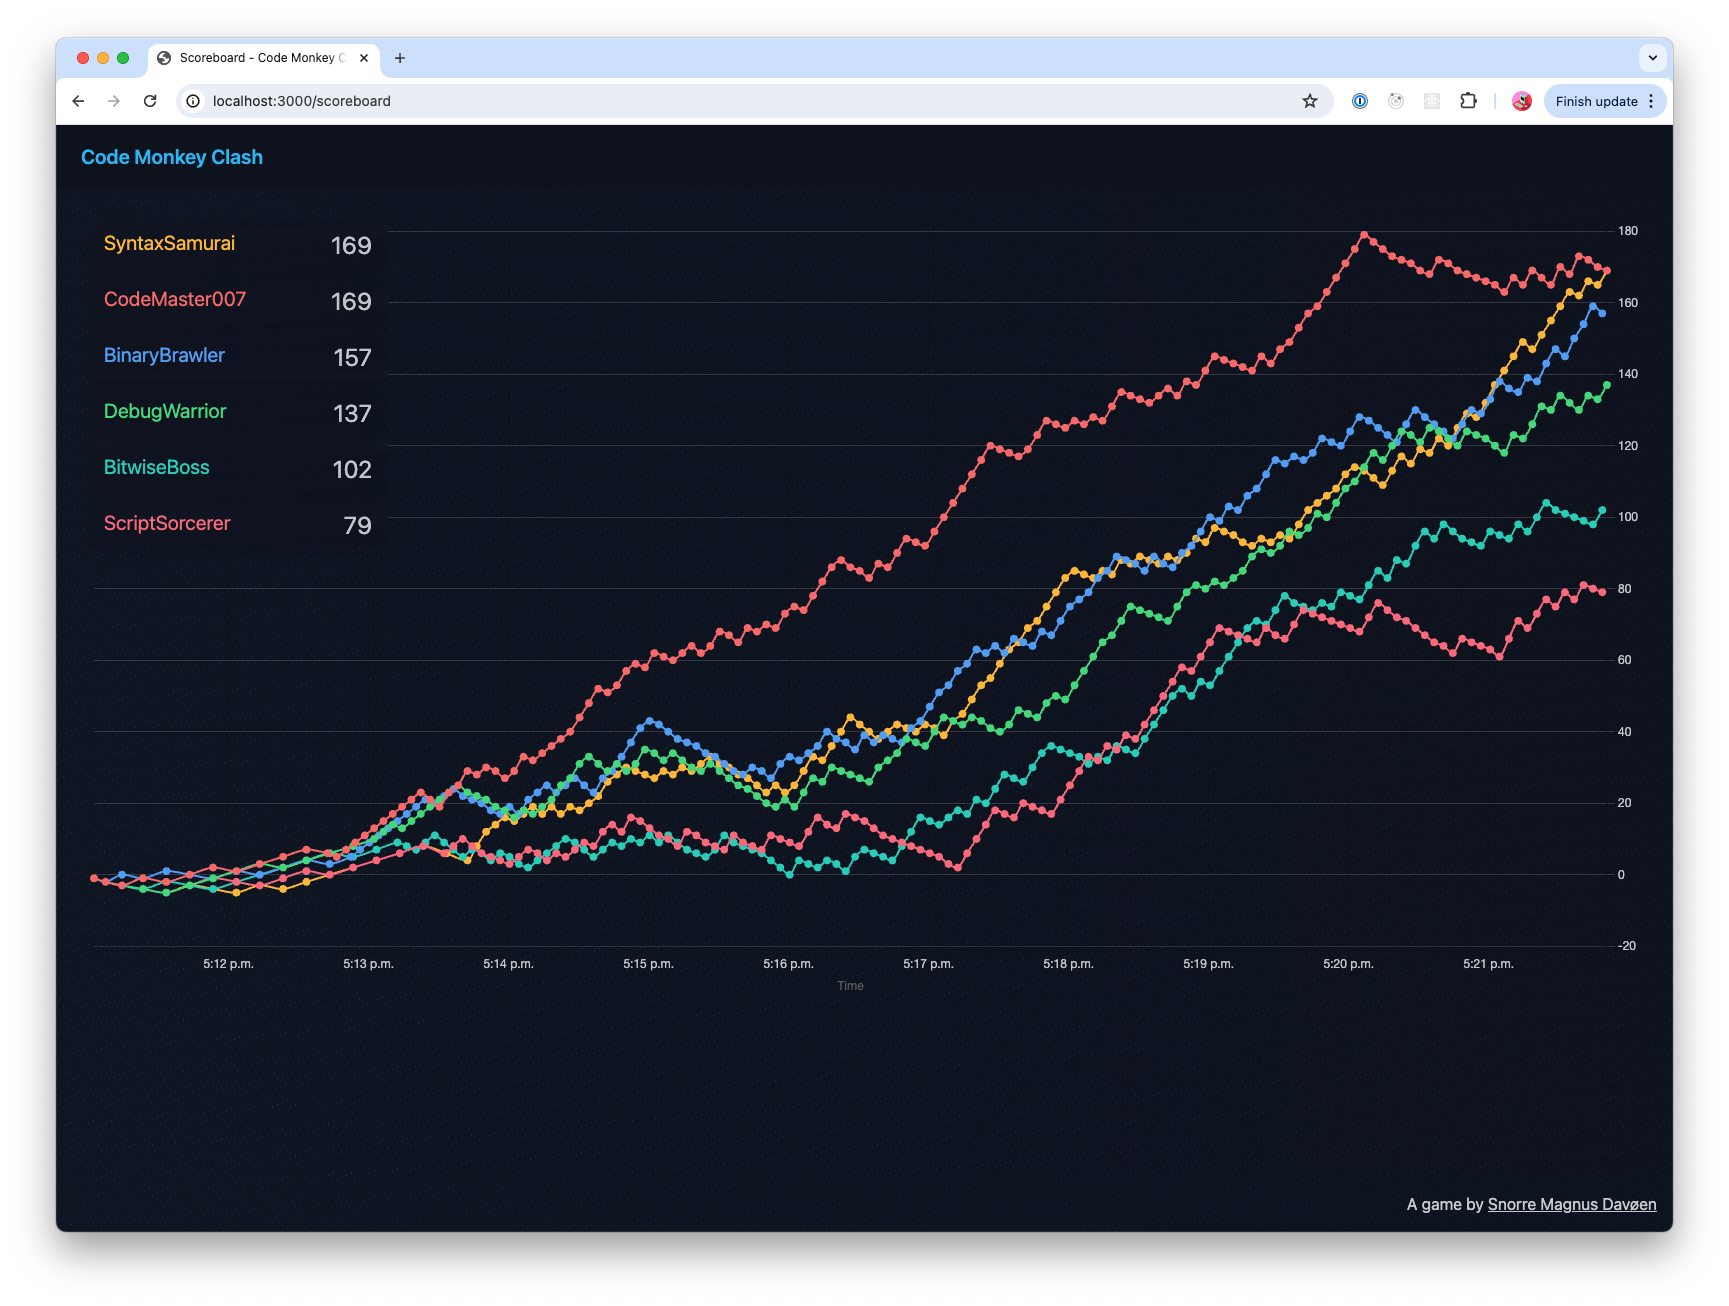 Scoreboard - Code Monkey C
localhost:3000/scoreboard
Finish update
Code Monkey Clash
SyntaxSamurai 169
CodeMaster007 169
BinaryBrawler 157
DebugWarrior 137
BitwiseBoss 102
ScriptSorcerer 79
180
160
140
120
100
80
60
40
20
0
-20
5:12 p.m. 5:13 p.m. 5:14 p.m. 5:15 p.m. 5:16 p.m. 5:17 p.m. 5:18 p.m. 5:19 p.m. 5:20 p.m. 5:21 p.m.
Time
A game by Snorre Magnus Davøen